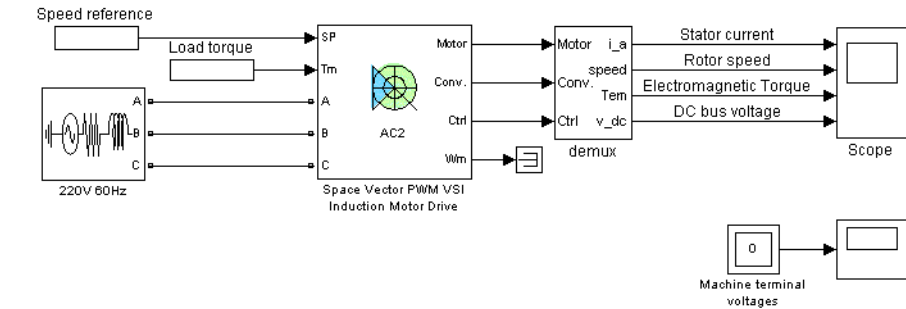 Speed reference
Load torque
SP
Tm
A
B
C
A
B
C
220V 60Hz
Motor
Conv.
Ctrl
Wm
AC2
Space Vector PWM VSI
Induction Motor Drive
Motor i_a
speed
Conv.
Tem
Ctrl v_dc
demux
Stator current
Rotor speed
Electromagnetic Torque
DC bus voltage
Scope
0
Machine terminal
voltages